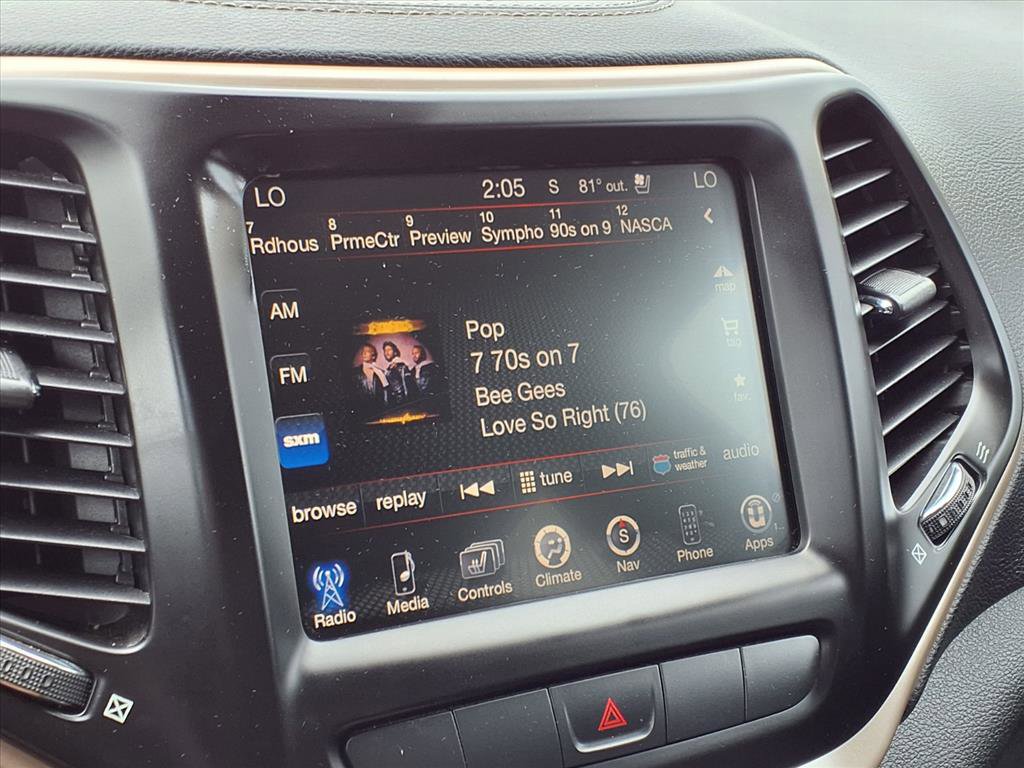 LO 2:05 S 81° out. LO
7 8 9 10 11 12
Rdhous PrmeCtr Preview Sympho 90s on 9 NASCA
map
AM
Pop
tag
7 70s on 7
FM
Bee Gees
fav.
Love So Right (76)
sxm
browse replay tune traffic & weather audio
Radio Media Controls Climate S Nav Phone Apps 1...